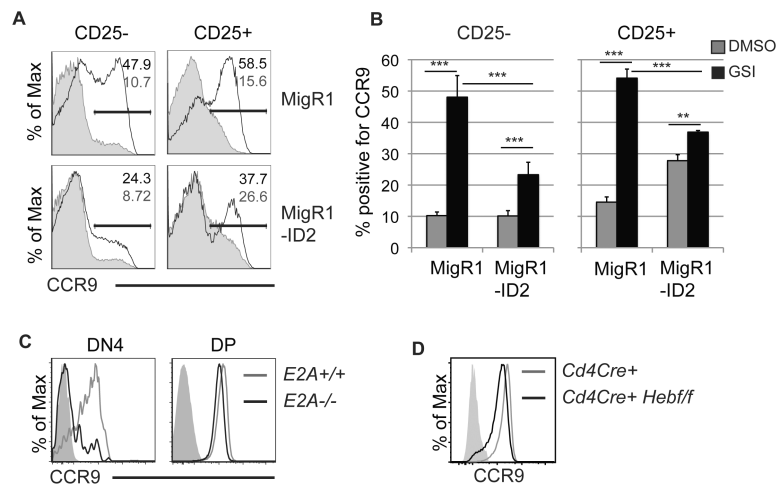 A
CD25-
CD25+
% of Max
47.9
10.7
58.5
15.6
MigR1
% of Max
24.3
8.72
37.7
26.6
MigR1
-ID2
CCR9
B
CD25-
CD25+
DMSO
GSI
% positive for CCR9
60
50
40
30
20
10
0
***
***
***
***
***
**
MigR1
MigR1
-ID2
MigR1
MigR1
-ID2
C
DN4
DP
% of Max
E2A+/+
E2A-/-
CCR9
D
% of Max
Cd4Cre+
Cd4Cre+ Hebf/f
CCR9